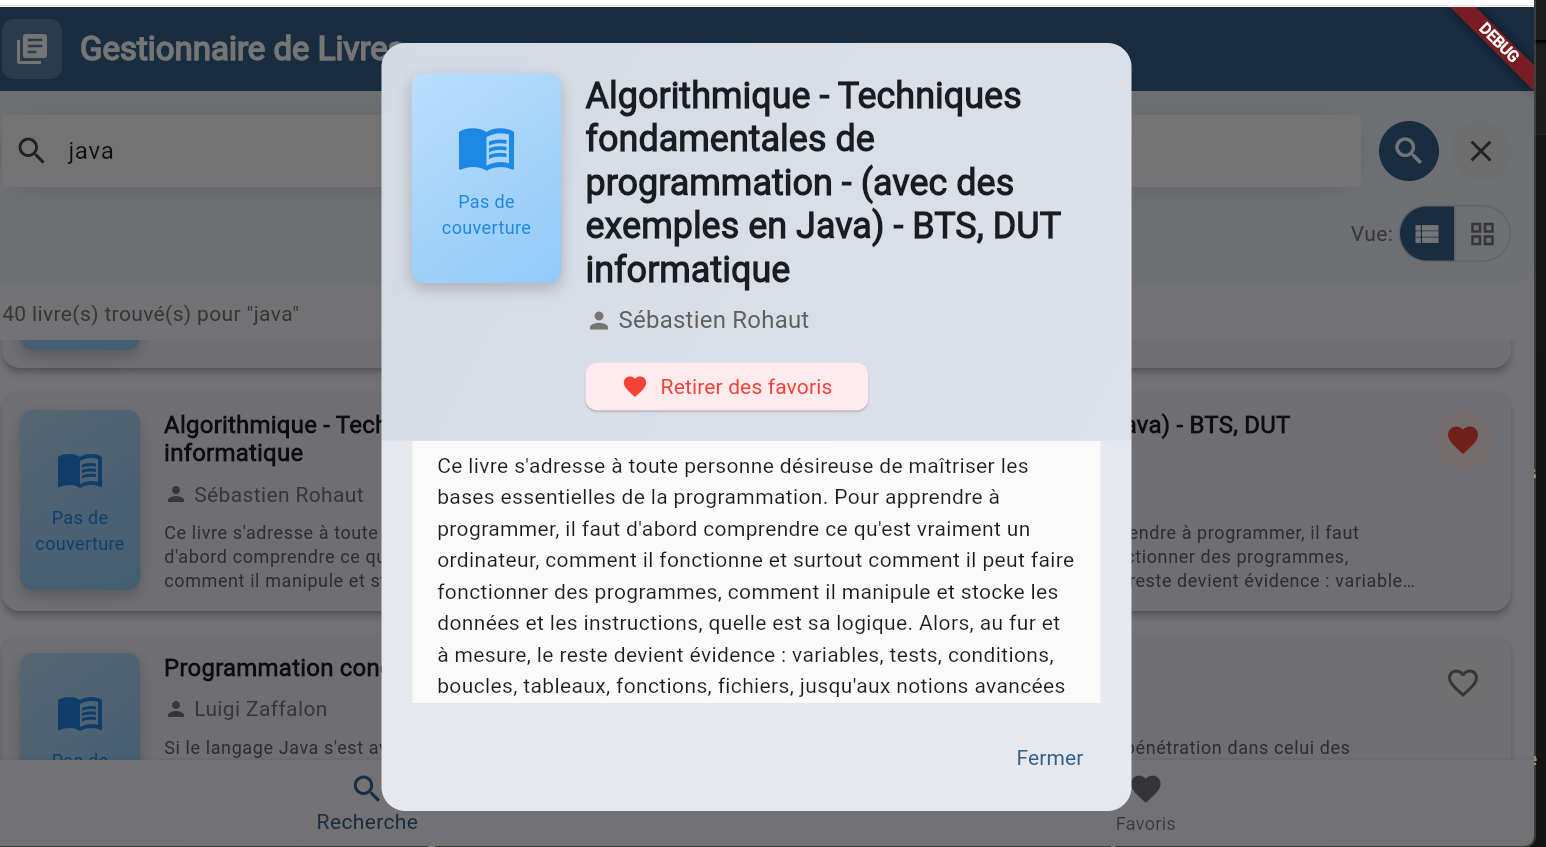 Gestionnaire de Livres
DEBUG
java
Vue:
40 livre(s) trouvé(s) pour "java"
Pas de
couverture
Algorithmique - Techniques
fondamentales de
programmation - (avec des
exemples en Java) - BTS, DUT
informatique
Sébastien Rohaut
Retirer des favoris
Ce livre s'adresse à toute personne désireuse de maîtriser les
bases essentielles de la programmation. Pour apprendre à
programmer, il faut d'abord comprendre ce qu'est vraiment un
ordinateur, comment il fonctionne et surtout comment il peut faire
fonctionner des programmes, comment il manipule et stocke les
données et les instructions, quelle est sa logique. Alors, au fur et
à mesure, le reste devient évidence : variables, tests, conditions,
boucles, tableaux, fonctions, fichiers, jusqu'aux notions avancées
Fermer
Pas de
couverture
Algorithmique - Tech
ava) - BTS, DUT
informatique
Sébastien Rohaut
Ce livre s'adresse à toute
endre à programmer, il faut
d'abord comprendre ce qu
ctionner des programmes,
comment il manipule et s
reste devient évidence : variable…
Pas de
Programmation con
Luigi Zaffalon
Si le langage Java s'est a
pénétration dans celui des
Recherche
Favoris